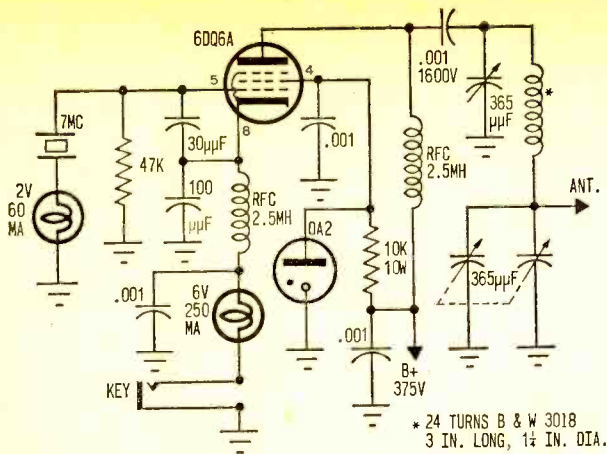 6DQ6A
5
4
8
7MC
2V
60
MA
47K
30µµF
100
µµF
RFC
2.5MH
.001
6V
250
MA
KEY
.001
OA2
10K
10W
.001
B+
375V
RFC
2.5MH
.001
1600V
365
µµF
*
ANT.
365µµF
* 24 TURNS B & W 3018
3 IN. LONG, 1¼ IN. DIA.